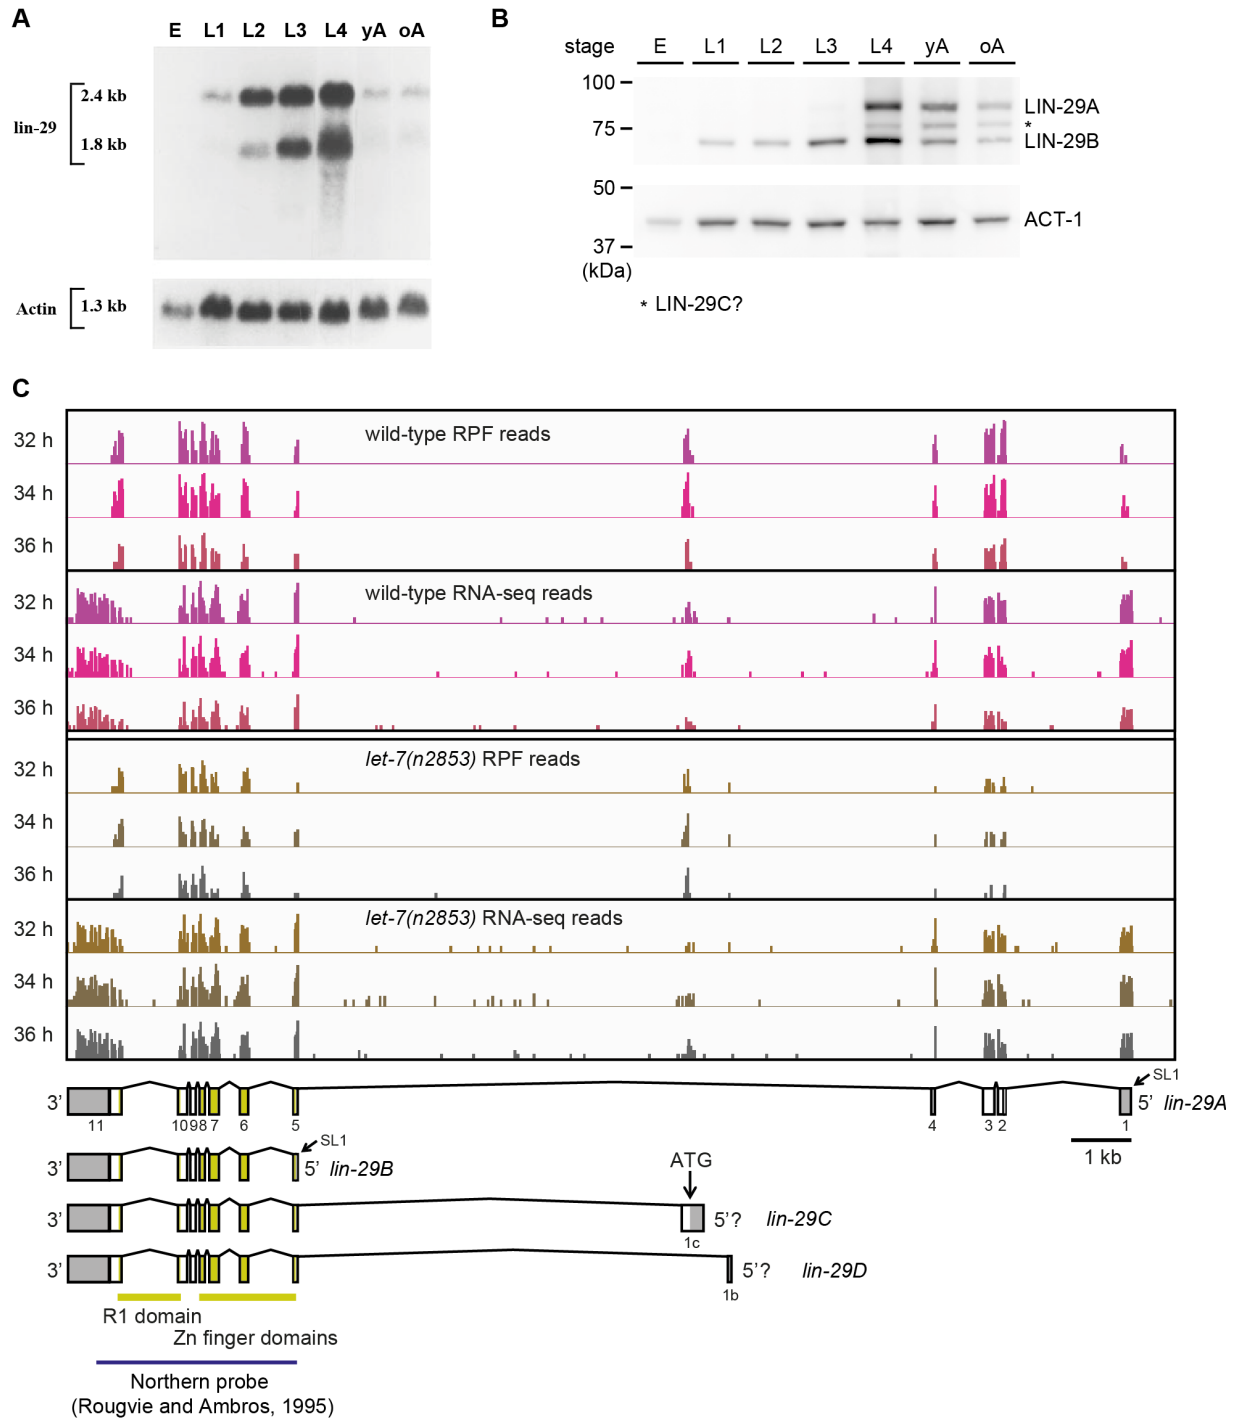 A
E L1 L2 L3 L4 yA oA
lin-29
2.4 kb
1.8 kb
Actin
1.3 kb
B
stage E L1 L2 L3 L4 yA oA
100
75
50
37
(kDa)
LIN-29A
*
LIN-29B
ACT-1
* LIN-29C?
C
32 h wild-type RPF reads
34 h
36 h
32 h wild-type RNA-seq reads
34 h
36 h
32 h let-7(n2853) RPF reads
34 h
36 h
32 h let-7(n2853) RNA-seq reads
34 h
36 h
SL1
3' 5' lin-29A
11 10 9 8 7 6 5 4 3 2 1
SL1
3' 5' lin-29B
1 kb
ATG
3' 5'? lin-29C
1c
3' 5'? lin-29D
1b
R1 domain
Zn finger domains
Northern probe
(Rougvie and Ambros, 1995)